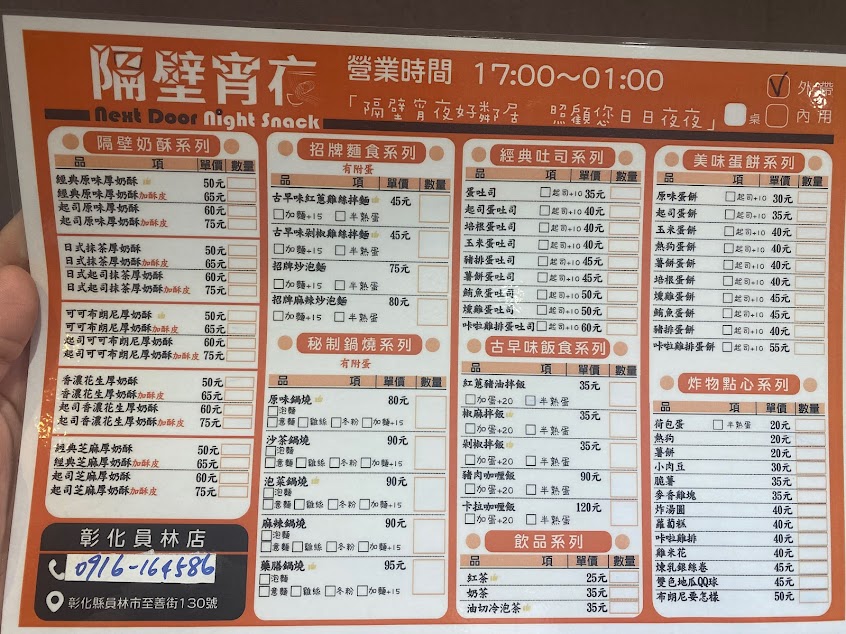 隔壁宵夜
Next Door Night Snack
營業時間 17:00～01:00
「隔壁宵夜好鄰居 照顧您日日夜夜」
外帶
桌 內用
隔壁奶酥系列
品 項 單價 數量
經典原味厚奶酥 50元
經典原味厚奶酥加酥皮 65元
起司原味厚奶酥 60元
起司原味厚奶酥加酥皮 75元
日式抹茶厚奶酥 50元
日式抹茶厚奶酥加酥皮 65元
日式起司抹茶厚奶酥 60元
日式起司抹茶厚奶酥加酥皮 75元
可可布朗尼厚奶酥 50元
可可布朗尼厚奶酥加酥皮 65元
起司可可布朗尼厚奶酥 60元
起司可可布朗尼厚奶酥加酥皮 75元
香濃花生厚奶酥 50元
香濃花生厚奶酥加酥皮 65元
起司香濃花生厚奶酥 60元
起司香濃花生厚奶酥加酥皮 75元
經典芝麻厚奶酥 50元
經典芝麻厚奶酥加酥皮 65元
起司芝麻厚奶酥 60元
起司芝麻厚奶酥加酥皮 75元
彰化員林店
0916-164586
彰化縣員林市至善街130號
招牌麵食系列
有附蛋
品 項 單價 數量
古早味紅蔥雞絲拌麵 45元
□加麵+15 □半熟蛋
古早味剁椒雞絲拌麵 45元
□加麵+15 □半熟蛋
招牌炒泡麵 75元
□加麵+15 □半熟蛋
招牌麻辣炒泡麵 80元
□加麵+15 □半熟蛋
秘制鍋燒系列
有附蛋
品 項 單價 數量
原味鍋燒 80元
□泡麵
□意麵 □雞絲 □冬粉 □加麵+15
沙茶鍋燒 90元
□泡麵
□意麵 □雞絲 □冬粉 □加麵+15
泡菜鍋燒 90元
□泡麵
□意麵 □雞絲 □冬粉 □加麵+15
麻辣鍋燒 90元
□泡麵
□意麵 □雞絲 □冬粉 □加麵+15
藥膳鍋燒 95元
□泡麵
□意麵 □雞絲 □冬粉 □加麵+15
經典吐司系列
品 項 單價 數量
蛋吐司 □起司+10 35元
起司蛋吐司 □起司+10 40元
培根蛋吐司 □起司+10 40元
玉米蛋吐司 □起司+10 40元
豬排蛋吐司 □起司+10 45元
薯餅蛋吐司 □起司+10 45元
鮪魚蛋吐司 □起司+10 50元
燻雞蛋吐司 □起司+10 50元
咔啦雞排蛋吐司 □起司+10 60元
古早味飯食系列
品 項 單價 數量
紅蔥豬油拌飯 35元
□加蛋+20 □半熟蛋
椒麻拌飯 35元
□加蛋+20 □半熟蛋
剁椒拌飯 35元
□加蛋+20 □半熟蛋
豬肉咖哩飯 90元
□加蛋+20 □半熟蛋
卡拉咖哩飯 120元
□加蛋+20 □半熟蛋
飲品系列
品 項 單價 數量
紅茶 25元
奶茶 35元
油切冷泡茶 35元
美味蛋餅系列
品 項 單價 數量
原味蛋餅 □起司+10 30元
起司蛋餅 □起司+10 35元
玉米蛋餅 □起司+10 40元
熱狗蛋餅 □起司+10 40元
薯餅蛋餅 □起司+10 40元
培根蛋餅 □起司+10 40元
燻雞蛋餅 □起司+10 45元
鮪魚蛋餅 □起司+10 45元
豬排蛋餅 □起司+10 40元
咔啦雞排蛋餅 □起司+10 55元
炸物點心系列
品 項 單價 數量
荷包蛋 □半熟蛋 20元
熱狗 20元
薯餅 20元
小肉豆 30元
脆薯 35元
麥香雞塊 35元
炸湯圓 40元
蘿蔔糕 40元
咔啦雞排 40元
雞米花 40元
煉乳銀絲卷 45元
雙色地瓜QQ球 45元
布朗尼要怎樣 50元